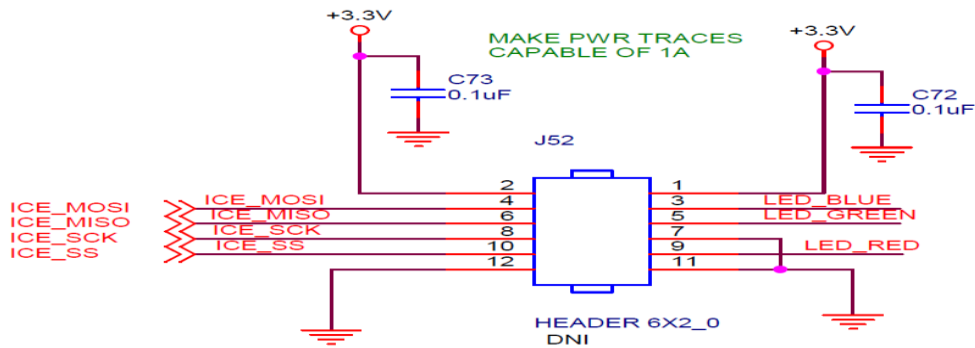 +3.3V
+3.3V
MAKE PWR TRACES
CAPABLE OF 1A
C73
0.1uF
C72
0.1uF
J52
2 1
ICE_MOSI ICE_MOSI 4 3 LED_BLUE
ICE_MISO ICE_MISO 6 5 LED_GREEN
ICE_SCK ICE_SCK 8 7
ICE_SS ICE_SS 10 9 LED_RED
12 11
HEADER 6X2_0
DNI